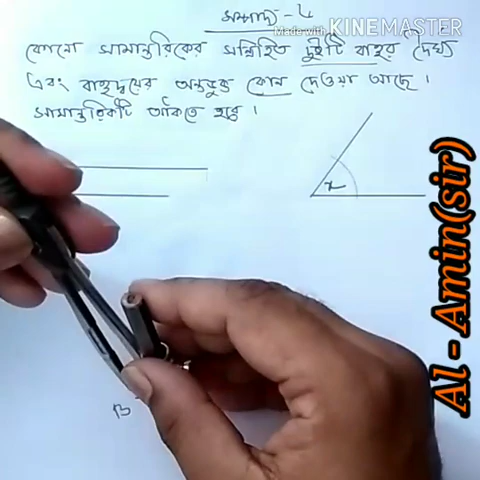 সম্পাদ্য - ৮
Made with KINEMASTER
কোনো সামান্তরিকের সন্নিহিত দুইটি বাহুর দৈর্ঘ্য
এবং বাহুদ্বয়ের অন্তর্ভুক্ত কোন দেওয়া আছে।
সামান্তরিকটি আঁকতে হবে।
x
B
Al - Amin(sir)